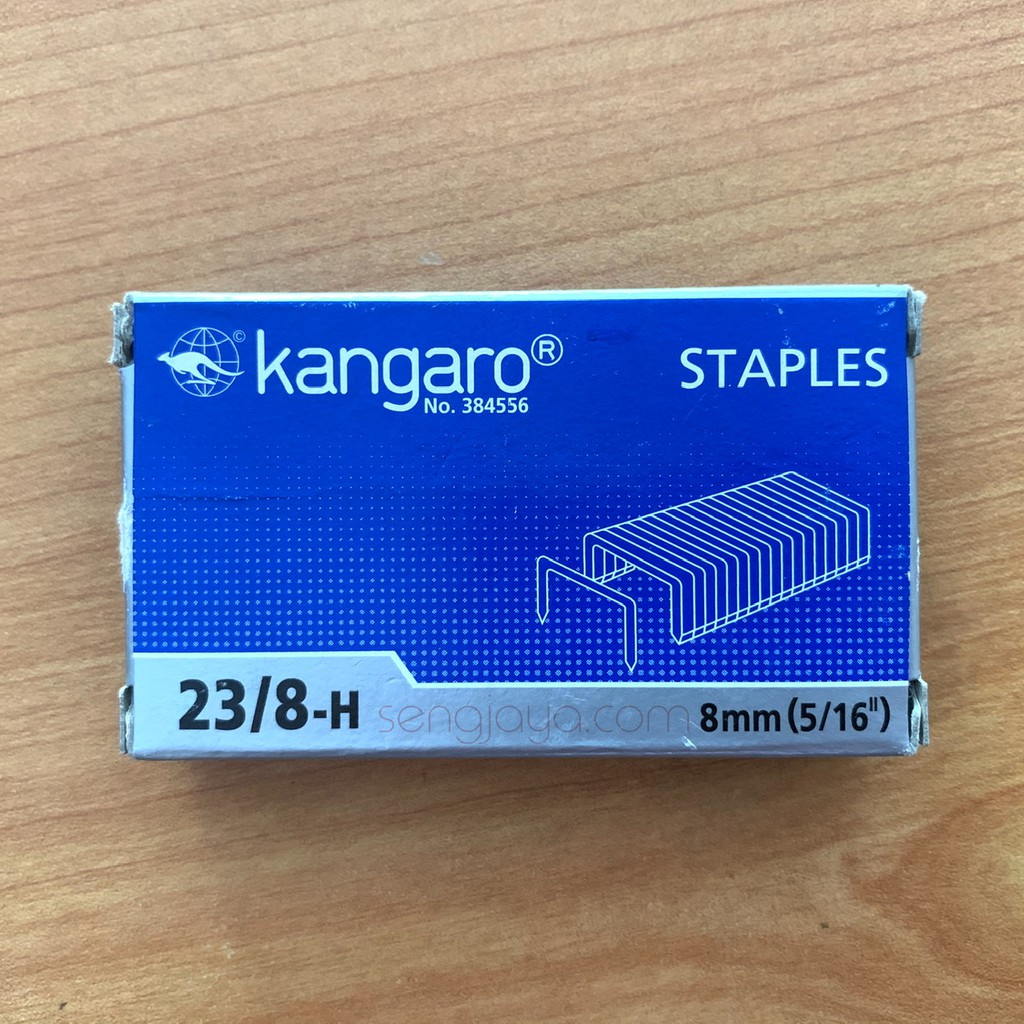 © kangaro®
No. 384556
STAPLES
23/8-H
sengjaya.com
8mm (5/16")